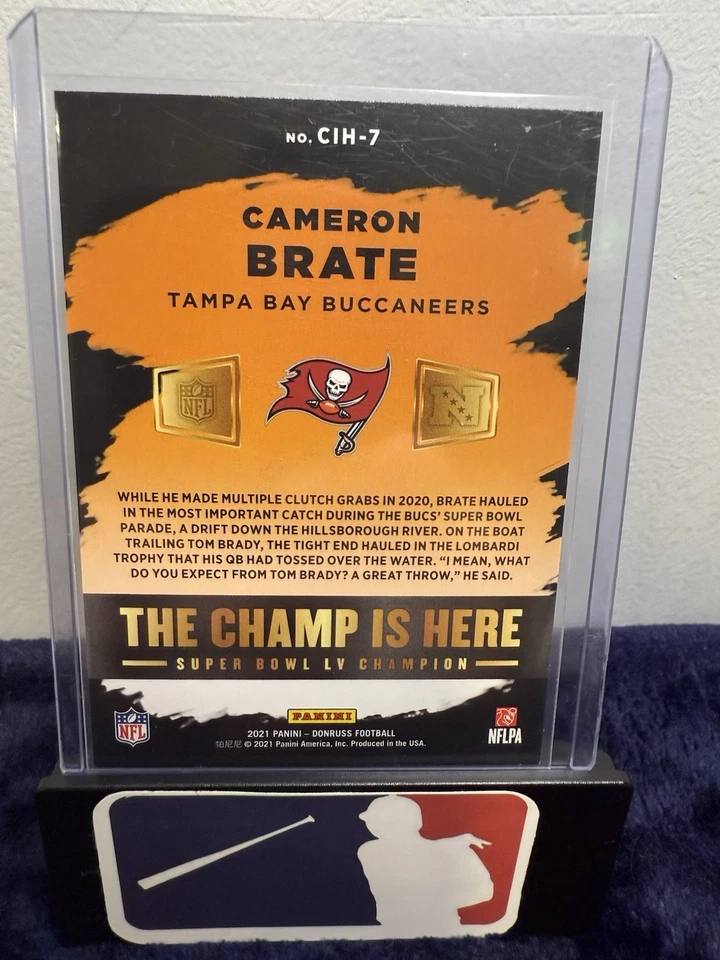 NO. CIH-7
CAMERON
BRATE
TAMPA BAY BUCCANEERS
NFL
N
WHILE HE MADE MULTIPLE CLUTCH GRABS IN 2020, BRATE HAULED
IN THE MOST IMPORTANT CATCH DURING THE BUCS' SUPER BOWL
PARADE, A DRIFT DOWN THE HILLSBOROUGH RIVER. ON THE BOAT
TRAILING TOM BRADY, THE TIGHT END HAULED IN THE LOMBARDI
TROPHY THAT HIS QB HAD TOSSED OVER THE WATER. “I MEAN, WHAT
DO YOU EXPECT FROM TOM BRADY? A GREAT THROW,” HE SAID.
THE CHAMP IS HERE
SUPER BOWL LV CHAMPION
PANINI
NFL
2021 PANINI – DONRUSS FOOTBALL
帕尼尼 © 2021 Panini America, Inc. Produced in the USA.
NFLPA